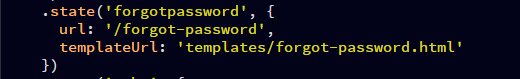 .state('forgotpassword', {
url: '/forgot-password',
templateUrl: 'templates/forgot-password.html'
})